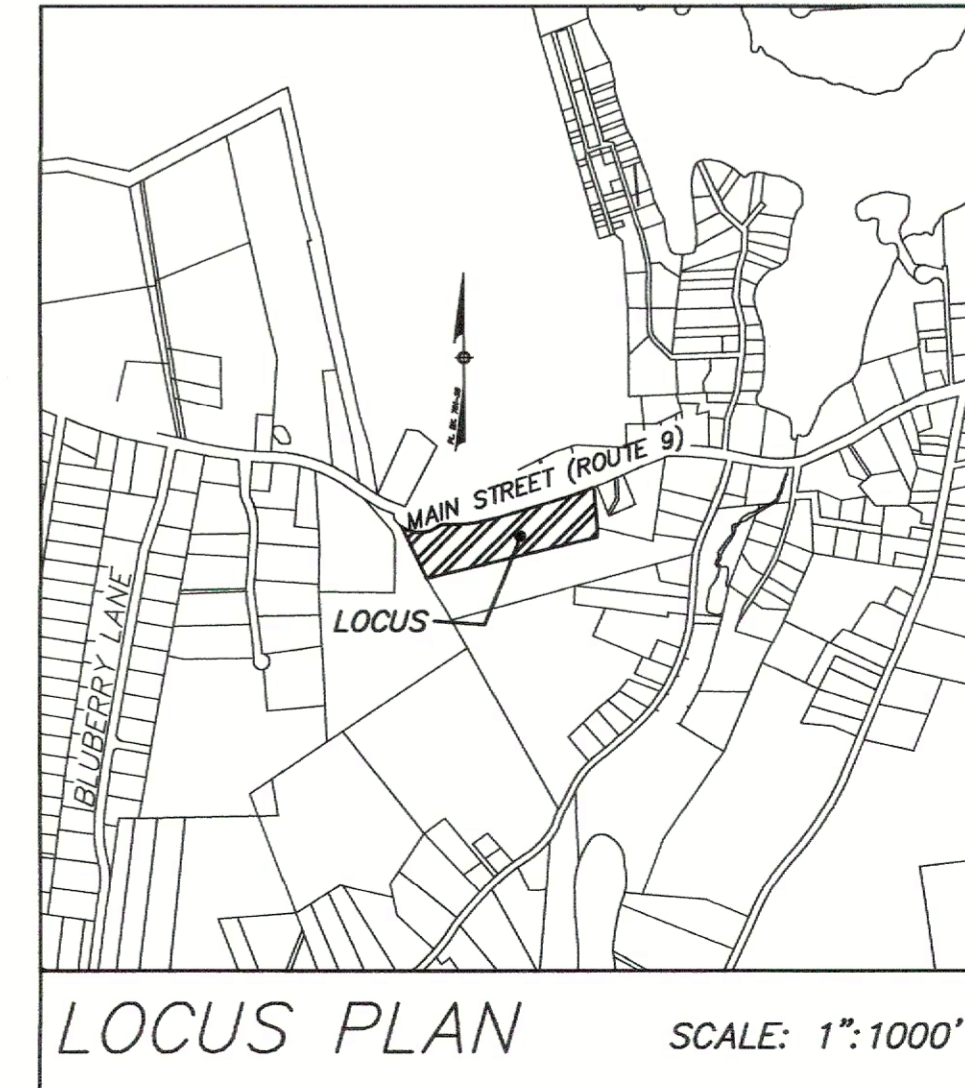 MAIN STREET (ROUTE 9)
LOCUS
BLUBERRY LANE
LOCUS PLAN
SCALE: 1":1000'